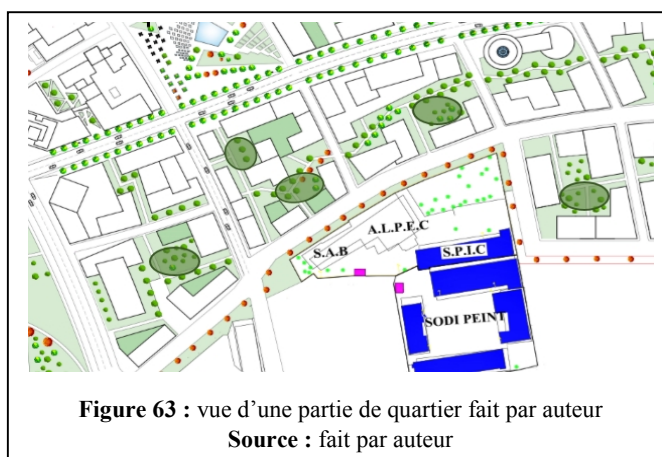 A.L.P.E.C
S.A.B
S.P.I.C
SODI PEINT
Figure 63 : vue d’une partie de quartier fait par auteur
Source : fait par auteur